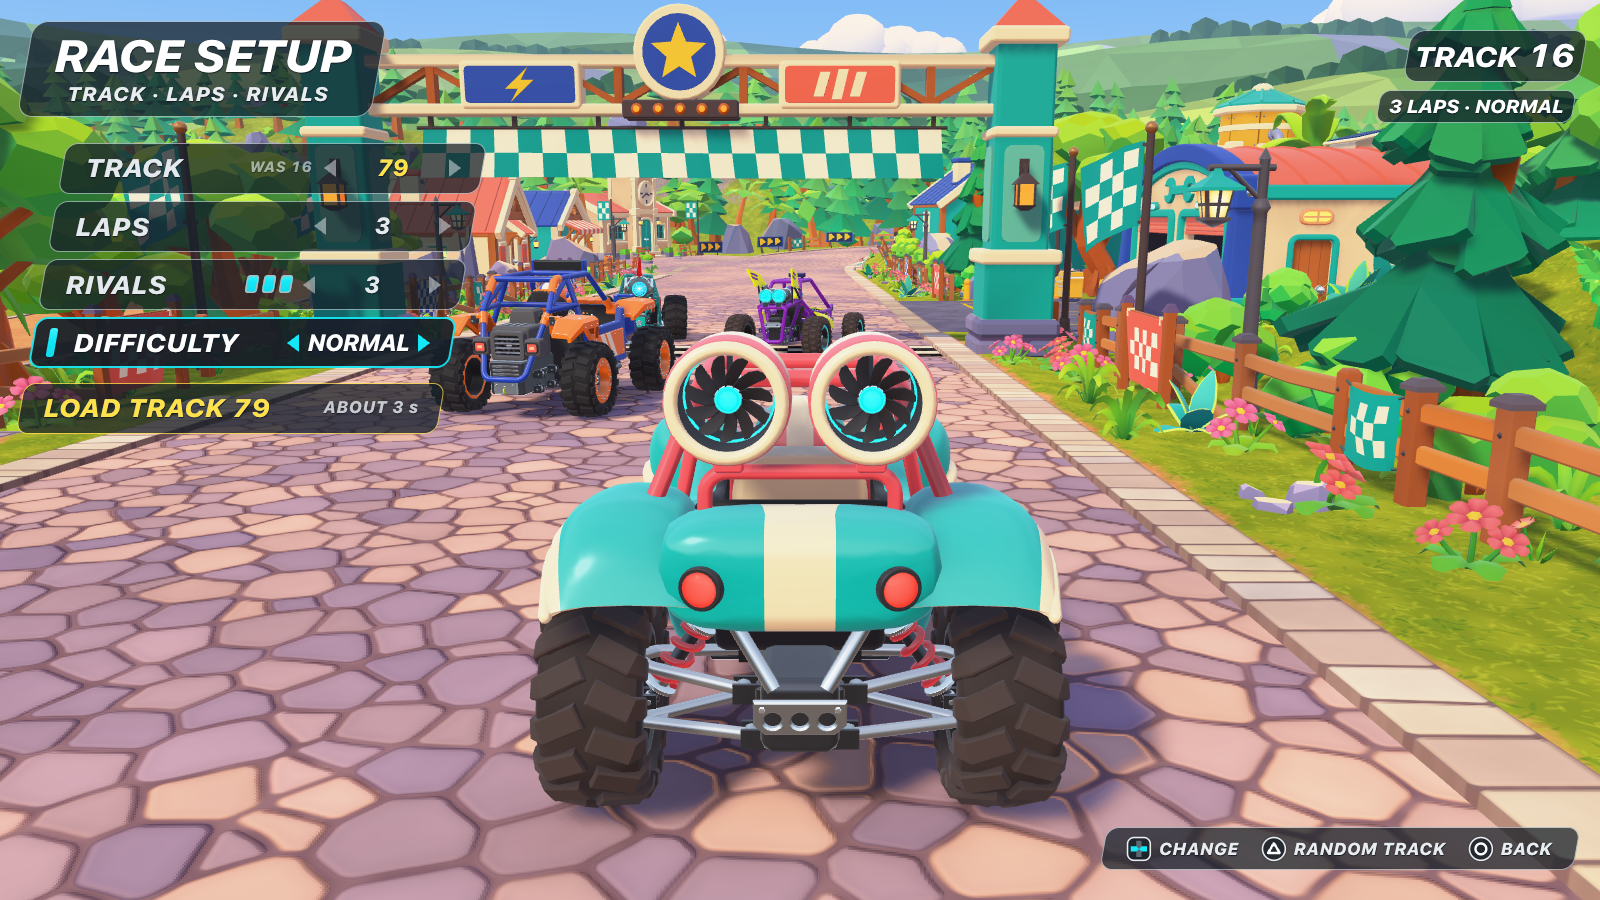 RACE SETUP
TRACK · LAPS · RIVALS
TRACK WAS 16 79
LAPS 3
RIVALS 3
DIFFICULTY NORMAL
LOAD TRACK 79 ABOUT 3 s
TRACK 16
3 LAPS · NORMAL
CHANGE RANDOM TRACK BACK